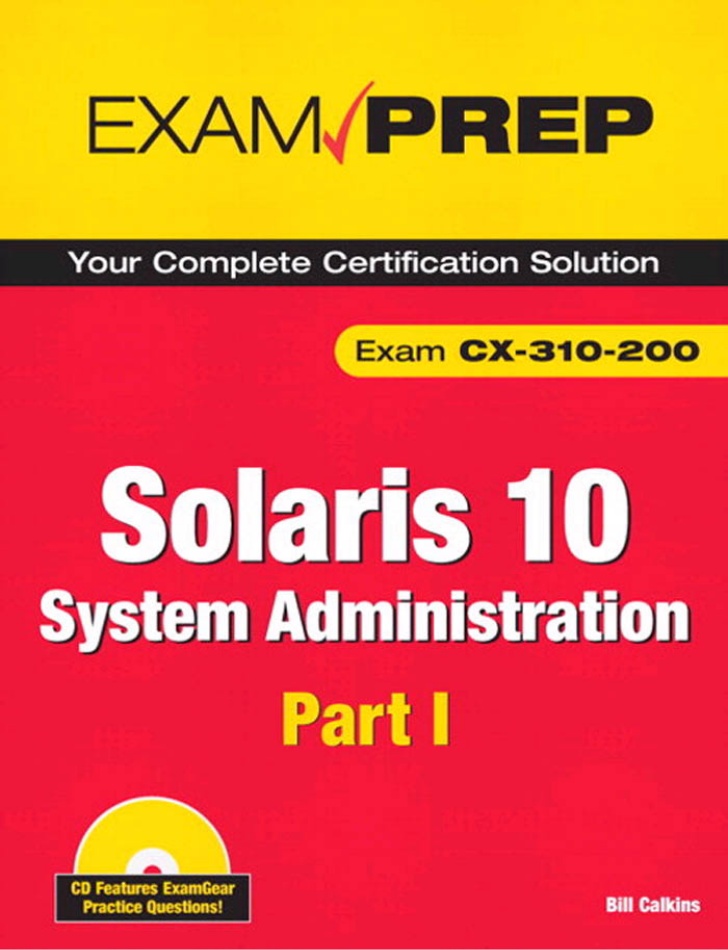 EXAM PREP
Your Complete Certification Solution
Exam CX-310-200
Solaris 10
System Administration
Part I
CD Features ExamGear
Practice Questions!
Bill Calkins